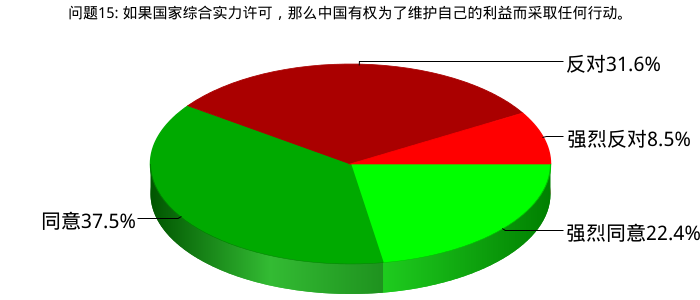 问题15: 如果国家综合实力许可，那么中国有权为了维护自己的利益而采取任何行动。
反对31.6%
强烈反对8.5%
同意37.5%
强烈同意22.4%